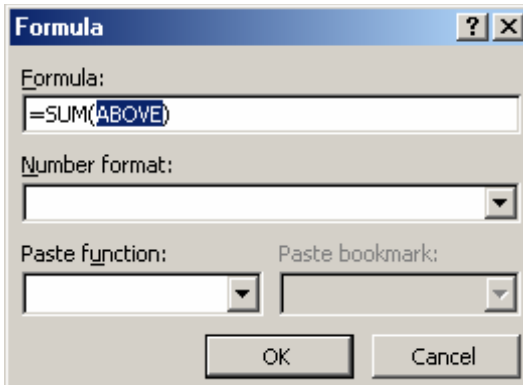 Formula
Formula:
=SUM(ABOVE)
Number format:
Paste function: Paste bookmark:
OK Cancel